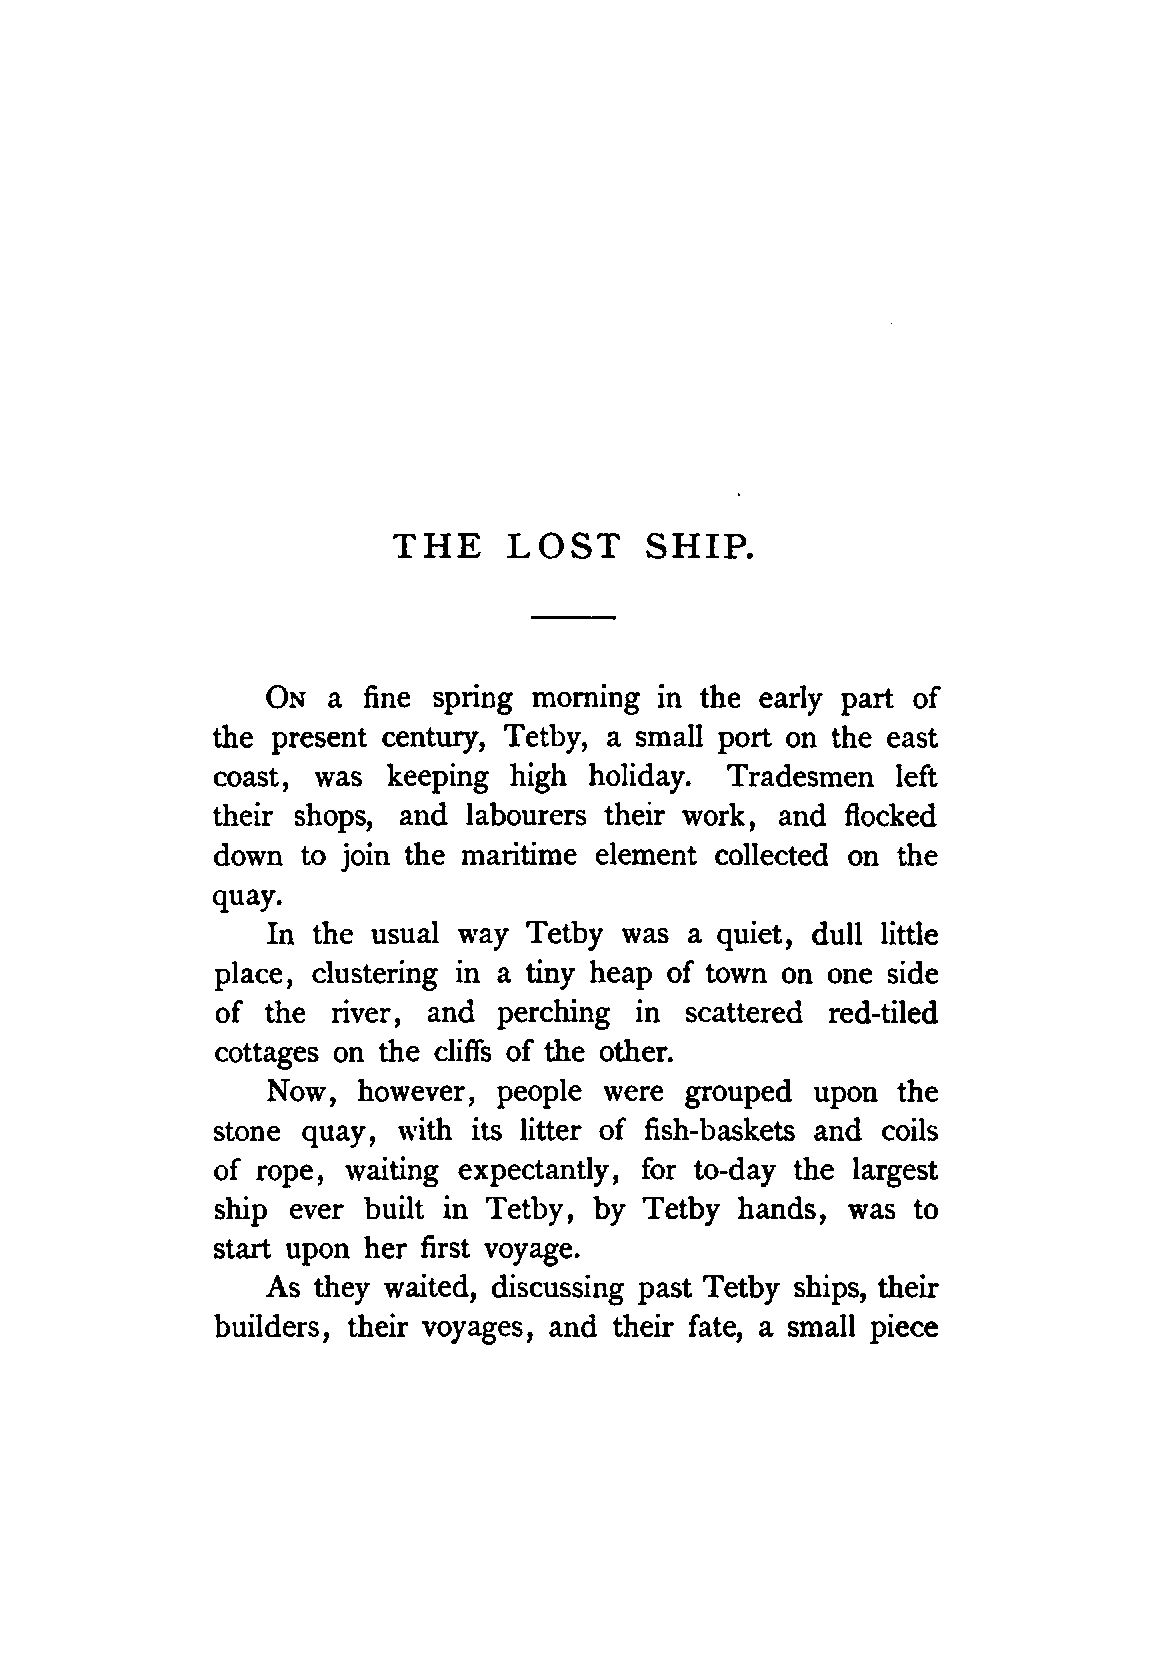 THE LOST SHIP.
On a fine spring morning in the early part of
the present century, Tetby, a small port on the east
coast, was keeping high holiday. Tradesmen left
their shops, and labourers their work, and flocked
down to join the maritime element collected on the
quay.
In the usual way Tetby was a quiet, dull little
place, clustering in a tiny heap of town on one side
of the river, and perching in scattered red-tiled
cottages on the cliffs of the other.
Now, however, people were grouped upon the
stone quay, with its litter of fish-baskets and coils
of rope, waiting expectantly, for to-day the largest
ship ever built in Tetby, by Tetby hands, was to
start upon her first voyage.
As they waited, discussing past Tetby ships, their
builders, their voyages, and their fate, a small piece